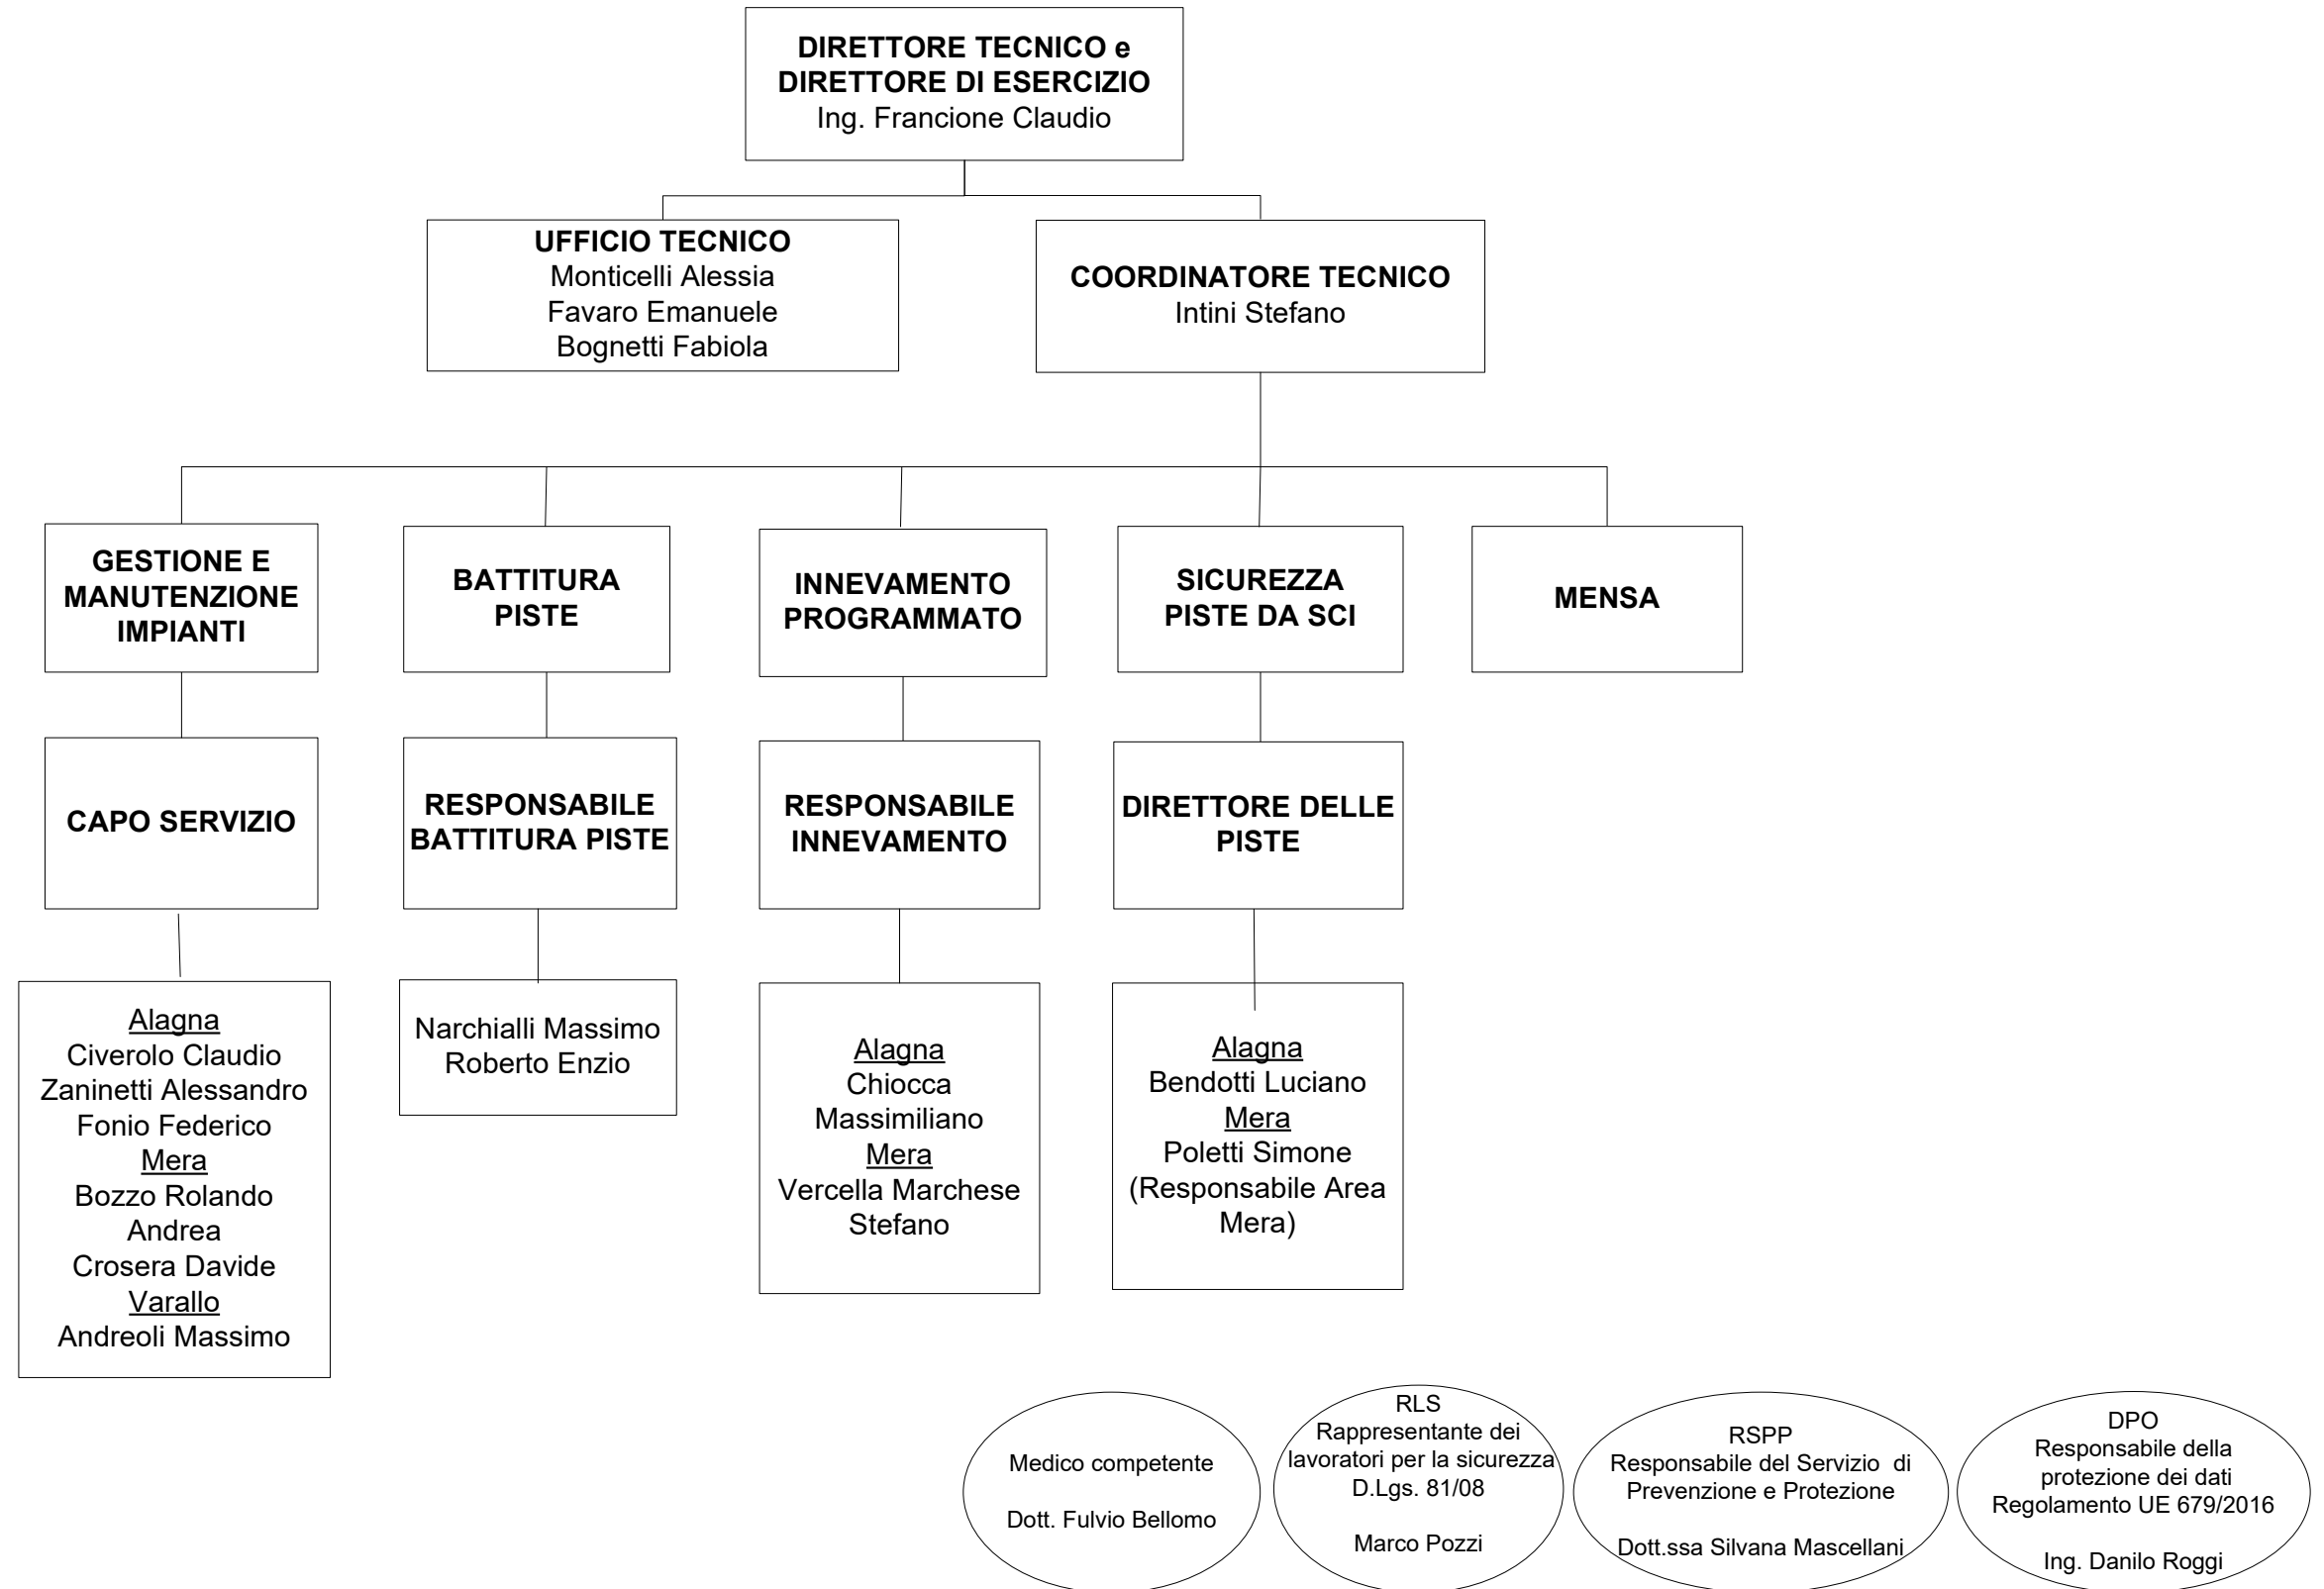 DIRETTORE TECNICO e
DIRETTORE DI ESERCIZIO
Ing. Francione Claudio
UFFICIO TECNICO
Monticelli Alessia
Favaro Emanuele
Bognetti Fabiola
COORDINATORE TECNICO
Intini Stefano
GESTIONE E
MANUTENZIONE
IMPIANTI
BATTITURA
PISTE
INNEVAMENTO
PROGRAMMATO
SICUREZZA
PISTE DA SCI
MENSA
CAPO SERVIZIO
RESPONSABILE
BATTITURA PISTE
RESPONSABILE
INNEVAMENTO
DIRETTORE DELLE
PISTE
Alagna
Civerolo Claudio
Zaninetti Alessandro
Fonio Federico
Mera
Bozzo Rolando
Andrea
Crosera Davide
Varallo
Andreoli Massimo
Narchialli Massimo
Roberto Enzio
Alagna
Chiocca
Massimiliano
Mera
Vercella Marchese
Stefano
Alagna
Bendotti Luciano
Mera
Poletti Simone
(Responsabile Area
Mera)
Medico competente
Dott. Fulvio Bellomo
RLS
Rappresentante dei
lavoratori per la sicurezza
D.Lgs. 81/08
Marco Pozzi
RSPP
Responsabile del Servizio di
Prevenzione e Protezione
Dott.ssa Silvana Mascellani
DPO
Responsabile della
protezione dei dati
Regolamento UE 679/2016
Ing. Danilo Roggi